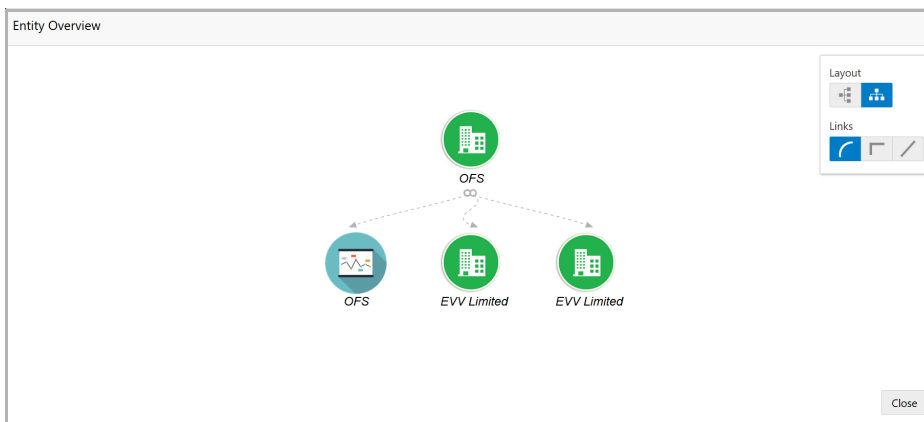 Entity Overview
Layout
Links
OFS
OFS
EVV Limited
EVV Limited
Close